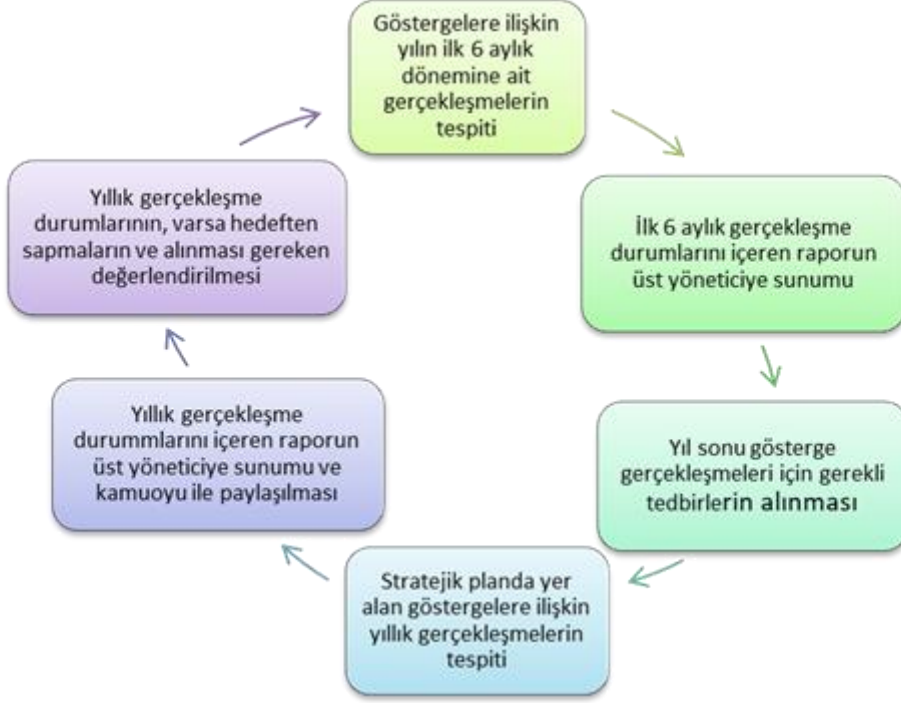 Göstergelere ilişkin
yılın ilk 6 aylık
dönemine ait
gerçekleşmelerin
tespiti
İlk 6 aylık gerçekleşme
durumlarını içeren raporun
üst yöneticiye sunumu
Yıl sonu gösterge
gerçekleşmeleri için gerekli
tedbirlerin alınması
Stratejik planda yer
alan göstergelere ilişkin
yıllık gerçekleşmelerin
tespiti
Yıllık gerçekleşme
durummlarını içeren raporun
üst yöneticiye sunumu ve
kamuoyu ile paylaşılması
Yıllık gerçekleşme
durumlarının, varsa hedeften
sapmaların ve alınması gereken
değerlendirilmesi